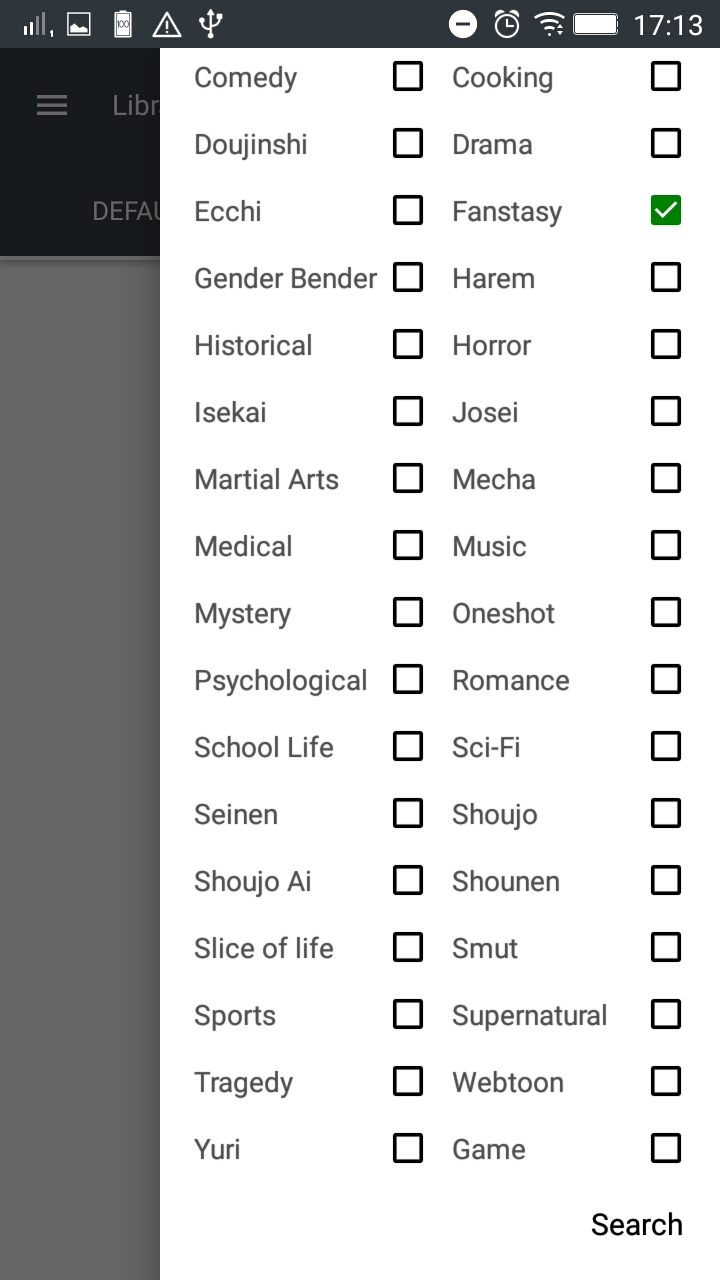 17:13
Libr
DEFAU
Comedy Cooking
Doujinshi Drama
Ecchi Fanstasy
Gender Bender Harem
Historical Horror
Isekai Josei
Martial Arts Mecha
Medical Music
Mystery Oneshot
Psychological Romance
School Life Sci-Fi
Seinen Shoujo
Shoujo Ai Shounen
Slice of life Smut
Sports Supernatural
Tragedy Webtoon
Yuri Game
Search